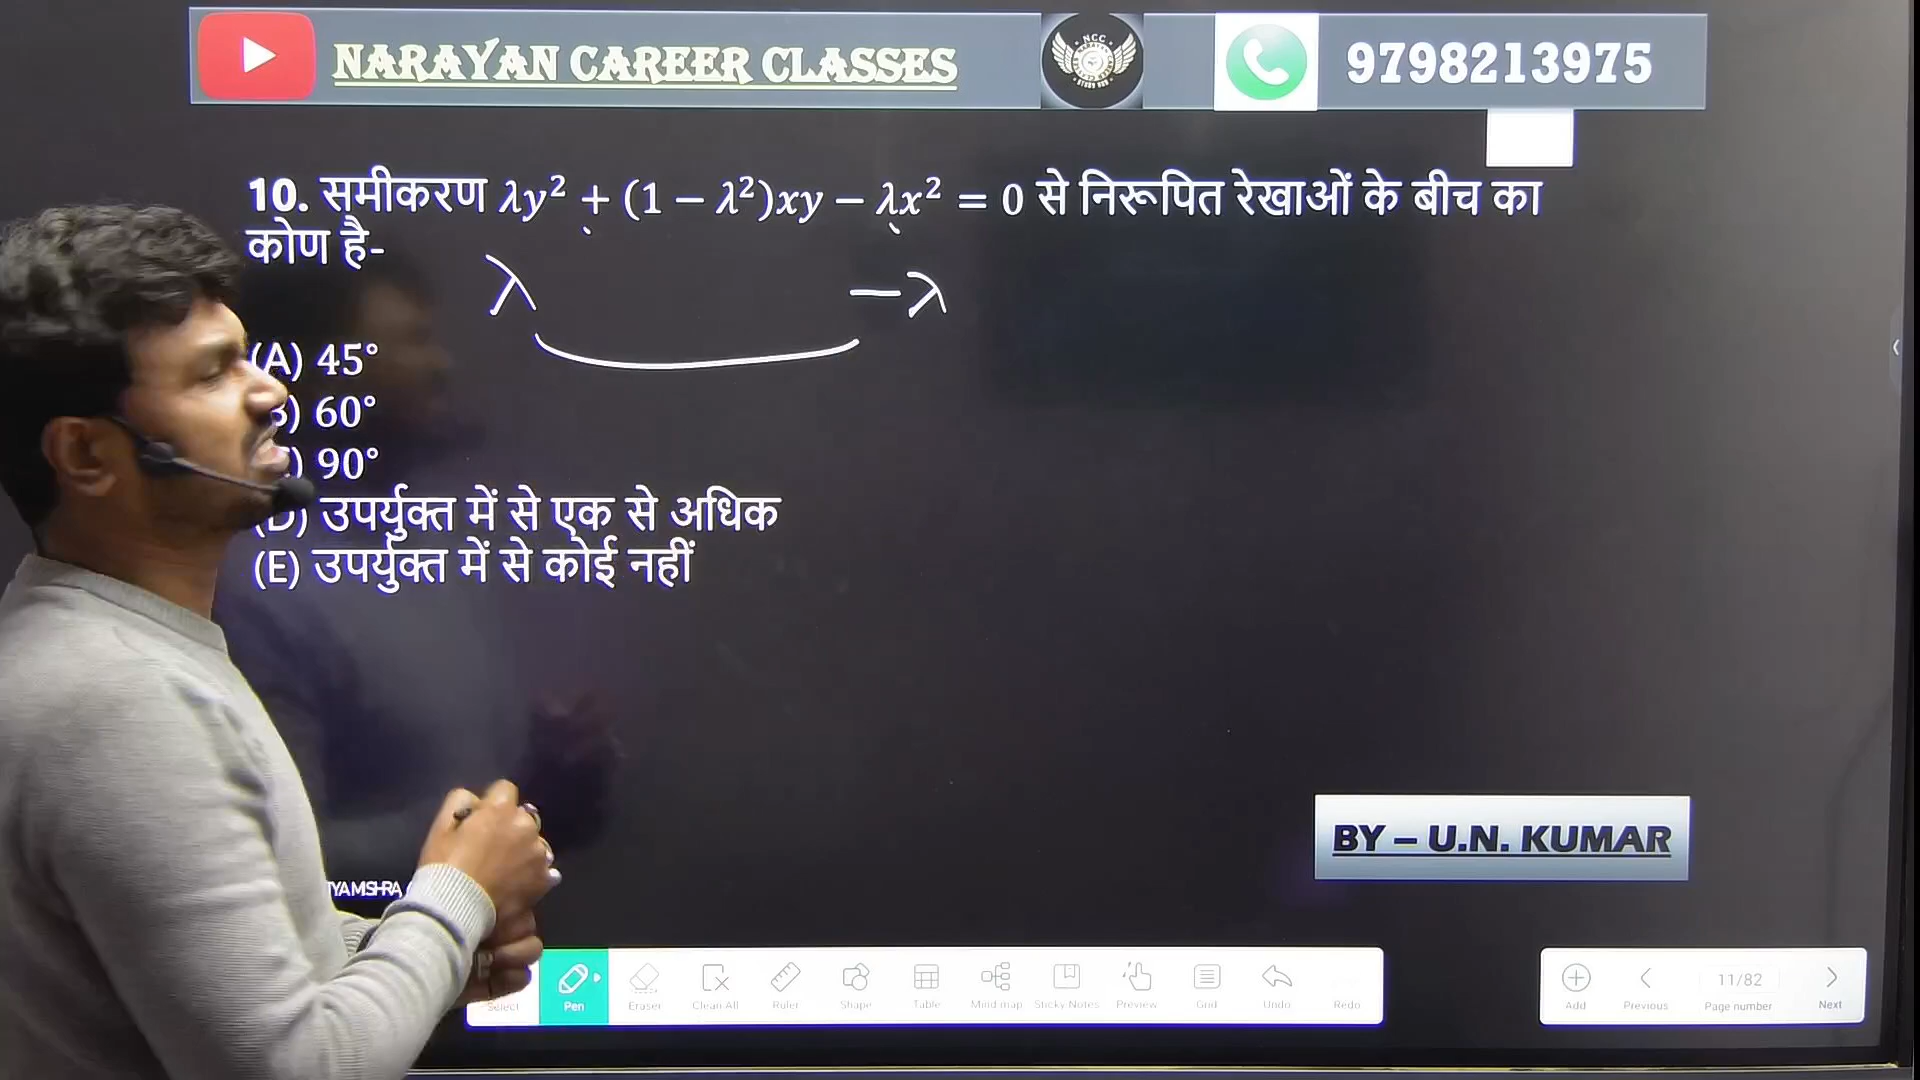 NARAYAN CAREER CLASSES
NCC
9798213975
10. समीकरण λy² + (1 − λ²)xy − λx² = 0 से निरूपित रेखाओं के बीच का
कोण है-
λ −λ
(A) 45°
) 60°
) 90°
(D) उपर्युक्त में से एक से अधिक
(E) उपर्युक्त में से कोई नहीं
BY – U.N. KUMAR
Select Pen Eraser Clean All Ruler Shape Table Mind map Sticky Notes Preview Grid Undo Redo
Add Previous 11/82 Page number Next